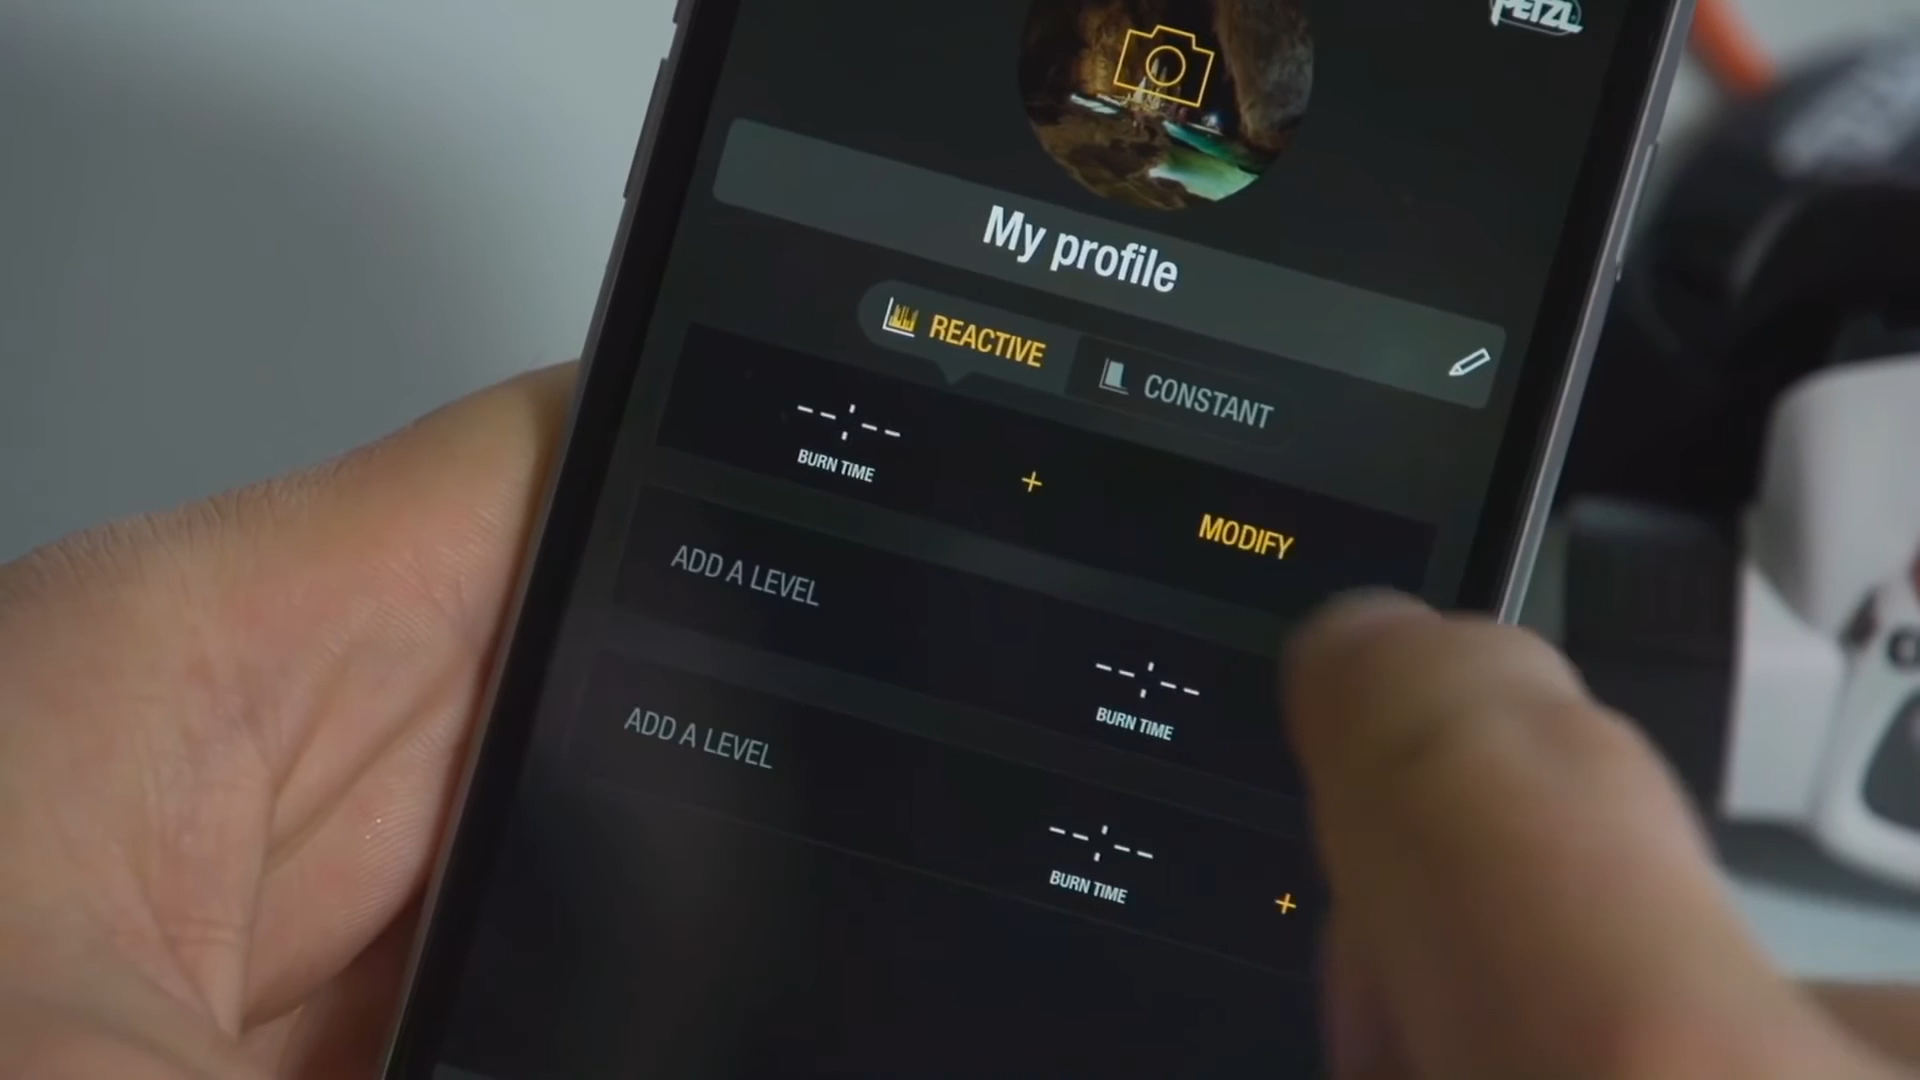 PETZL
My profile
REACTIVE
CONSTANT
--:--
BURN TIME
+
MODIFY
ADD A LEVEL
--:--
BURN TIME
ADD A LEVEL
--:--
BURN TIME
+